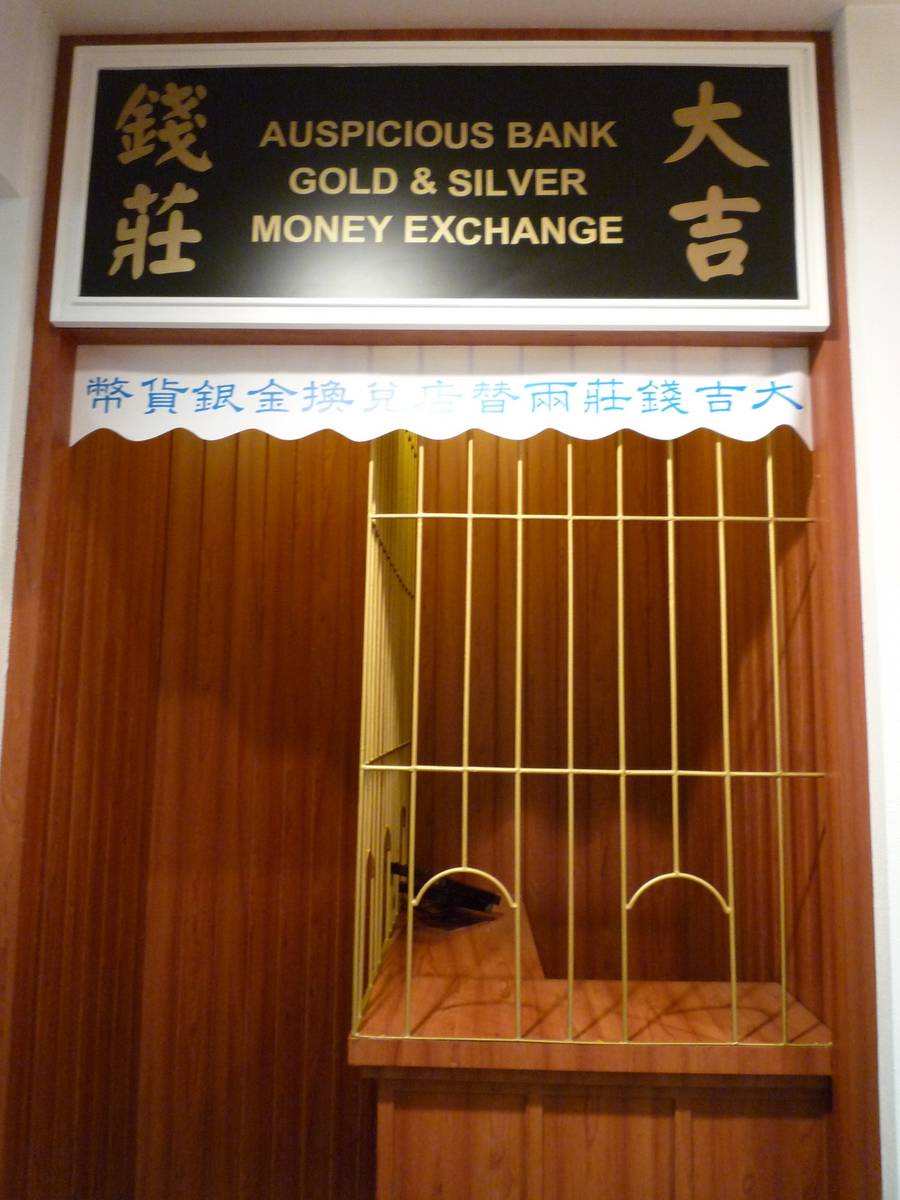 大吉
錢莊
AUSPICIOUS BANK
GOLD & SILVER
MONEY EXCHANGE
大吉錢莊兩替店兌換金銀貨幣